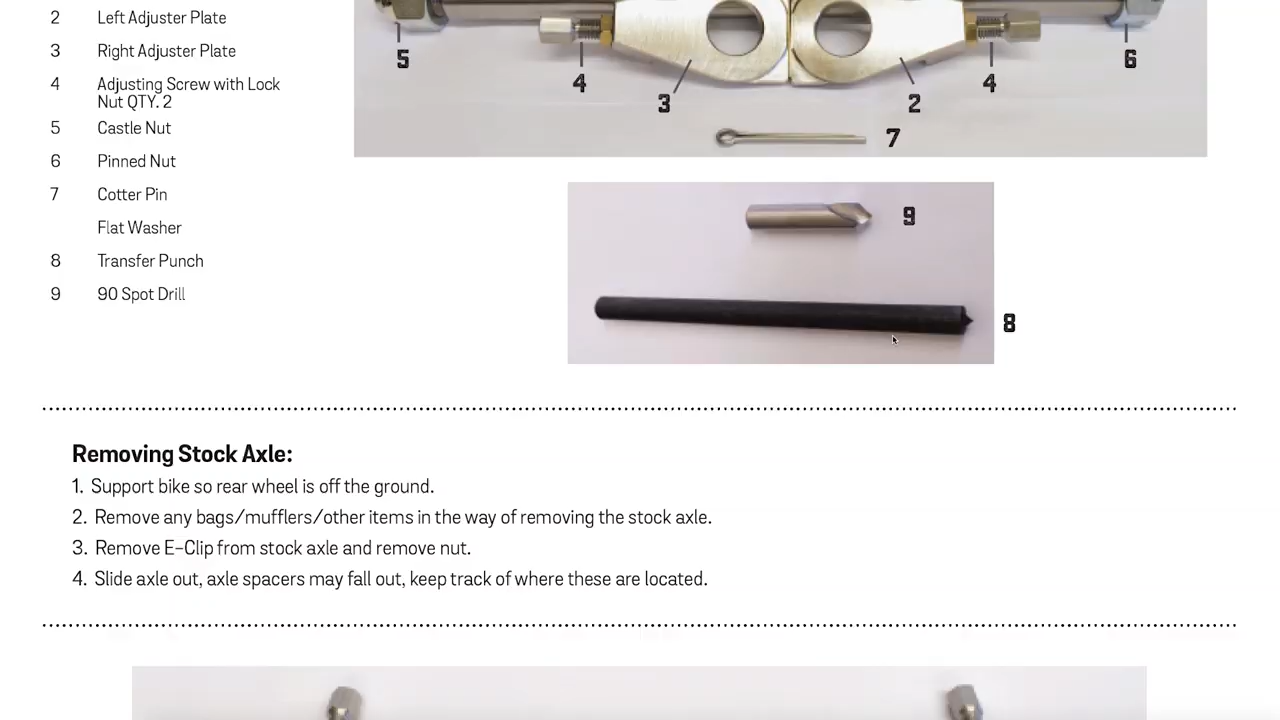 2 Left Adjuster Plate
3 Right Adjuster Plate
4 Adjusting Screw with Lock
Nut QTY. 2
5 Castle Nut
6 Pinned Nut
7 Cotter Pin
Flat Washer
8 Transfer Punch
9 90 Spot Drill
5
4
3
2
4
6
7
9
8
Removing Stock Axle:
1. Support bike so rear wheel is off the ground.
2. Remove any bags/mufflers/other items in the way of removing the stock axle.
3. Remove E-Clip from stock axle and remove nut.
4. Slide axle out, axle spacers may fall out, keep track of where these are located.